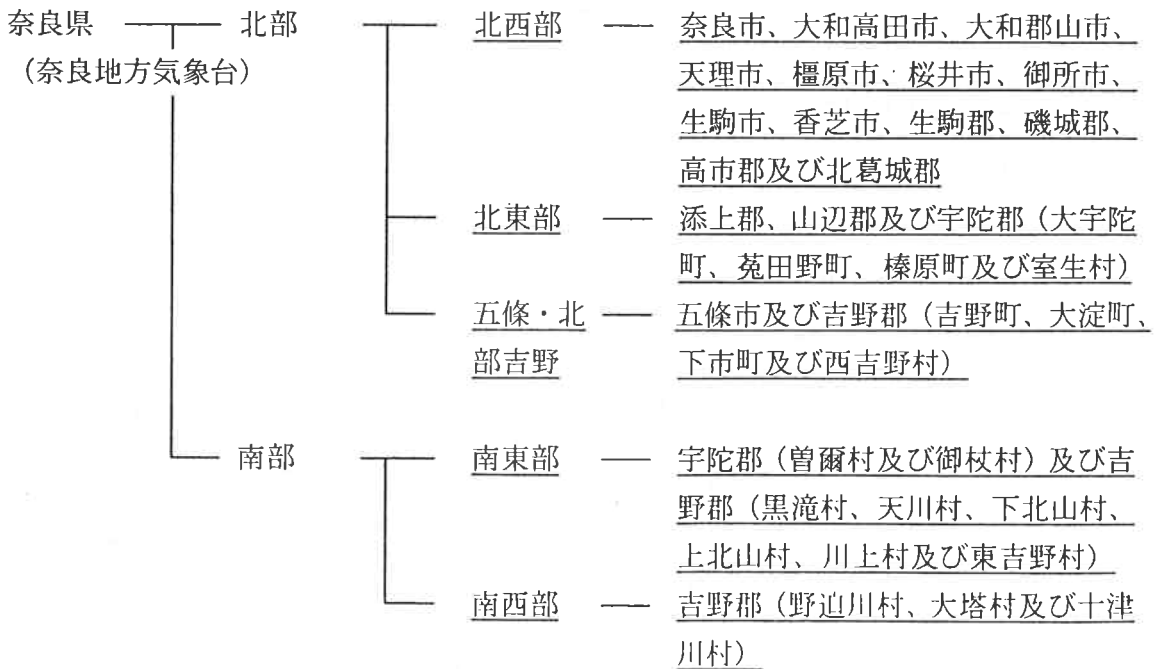 奈良県 北部 北西部 奈良市、大和高田市、大和郡山市、
(奈良地方気象台) 天理市、橿原市、桜井市、御所市、
生駒市、香芝市、生駒郡、磯城郡、
高市郡及び北葛城郡
北東部 添上郡、山辺郡及び宇陀郡(大宇陀
町、菟田野町、榛原町及び室生村)
五條・北 五條市及び吉野郡(吉野町、大淀町、
部吉野 下市町及び西吉野村)
南部 南東部 宇陀郡(曽爾村及び御杖村)及び吉
野郡(黒滝村、天川村、下北山村、
上北山村、川上村及び東吉野村)
南西部 吉野郡(野迫川村、大塔村及び十津
川村)